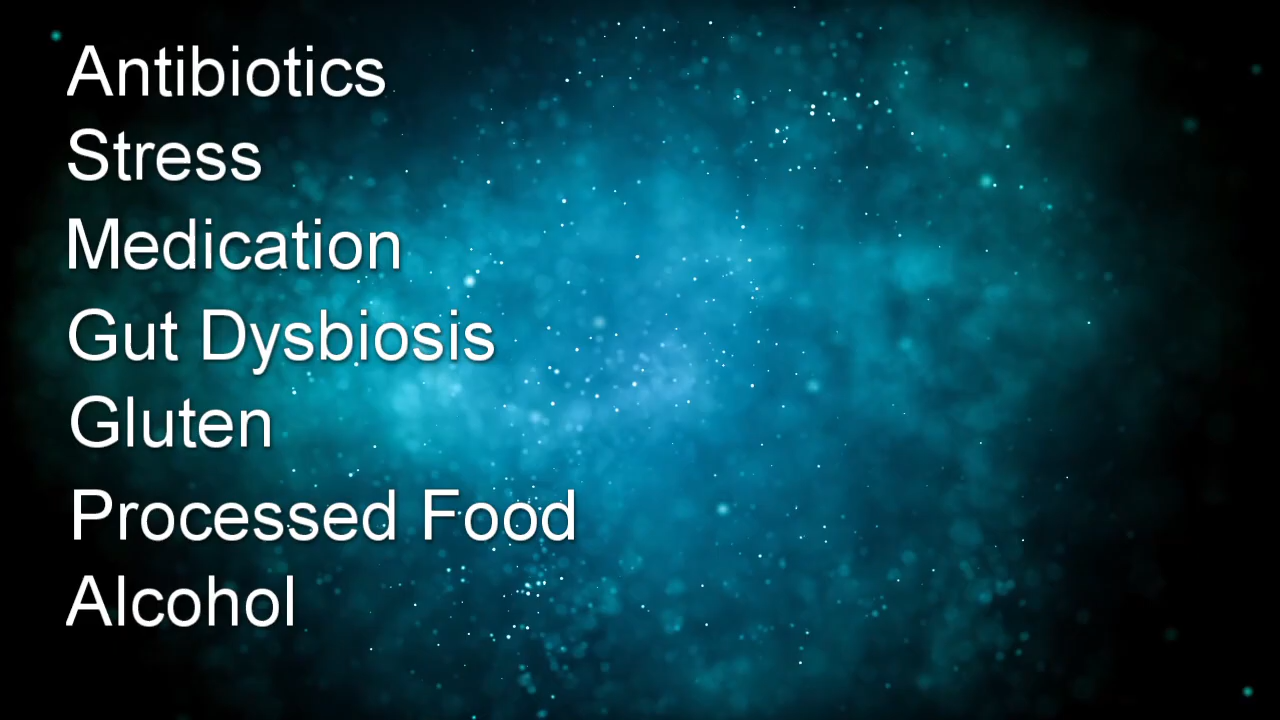 Antibiotics
Stress
Medication
Gut Dysbiosis
Gluten
Processed Food
Alcohol